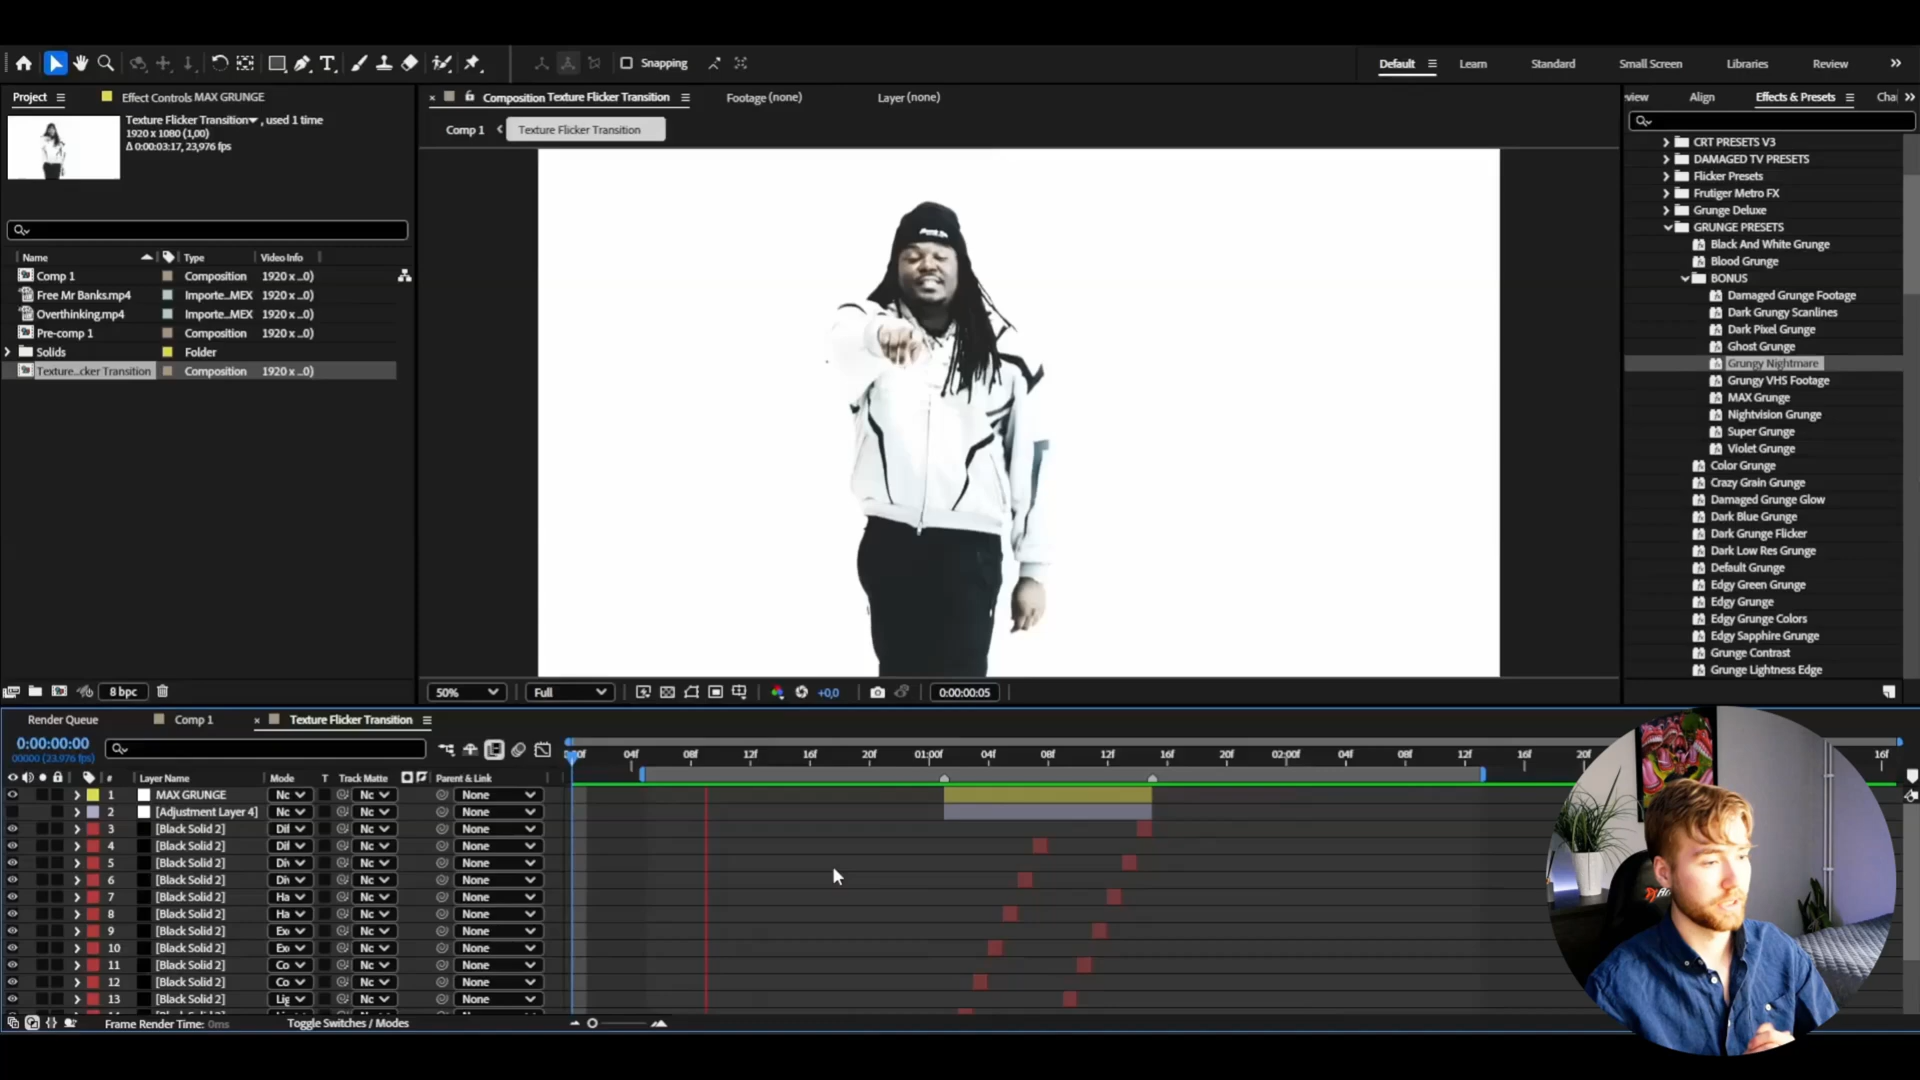 Snapping
Default
Learn
Standard
Small Screen
Libraries
Review
Project
Effect Controls MAX GRUNGE
Composition Texture Flicker Transition
Footage (none)
Layer (none)
Align
Effects & Presets
Texture Flicker Transition , used 1 time
1920 x 1080 (1,00)
Δ 0:00:03:17, 23,976 fps
Comp 1
Texture Flicker Transition
CRT PRESETS V3
DAMAGED TV PRESETS
Flicker Presets
Frutiger Metro FX
Grunge Deluxe
GRUNGE PRESETS
Black And White Grunge
Blood Grunge
BONUS
Damaged Grunge Footage
Dark Grungy Scanlines
Dark Pixel Grunge
Ghost Grunge
Grungy Nightmare
Grungy VHS Footage
MAX Grunge
Nightvision Grunge
Super Grunge
Violet Grunge
Color Grunge
Crazy Grain Grunge
Damaged Grunge Glow
Dark Blue Grunge
Dark Grunge Flicker
Dark Low Res Grunge
Default Grunge
Edgy Green Grunge
Edgy Grunge
Edgy Grunge Colors
Edgy Sapphire Grunge
Grunge Contrast
Grunge Lightness Edge
Name Type Video Info
Comp 1 Composition 1920 x ...0)
Free Mr Banks.mp4 Importe...MEX 1920 x ...0)
Overthinking.mp4 Importe...MEX 1920 x ...0)
Pre-comp 1 Composition 1920 x ...0)
Solids Folder
Texture...cker Transition Composition 1920 x ...0)
8 bpc
50% Full +0,0 0:00:00:05
Render Queue Comp 1 Texture Flicker Transition
0:00:00:00
00000 (23.976 fps)
04f 08f 12f 16f 20f 01:00f 04f 08f 12f 16f 20f 02:00f 04f 08f 12f 16f 20f 16f
# Layer Name Mode T Track Matte Parent & Link
1 MAX GRUNGE Nc Nc None
2 [Adjustment Layer 4] Nc Nc None
3 [Black Solid 2] Dif Nc None
4 [Black Solid 2] Dif Nc None
5 [Black Solid 2] Div Nc None
6 [Black Solid 2] Div Nc None
7 [Black Solid 2] Ha Nc None
8 [Black Solid 2] Ha Nc None
9 [Black Solid 2] Exc Nc None
10 [Black Solid 2] Exc Nc None
11 [Black Solid 2] Co Nc None
12 [Black Solid 2] Co Nc None
13 [Black Solid 2] Lig Nc None
Frame Render Time: 0ms
Toggle Switches / Modes